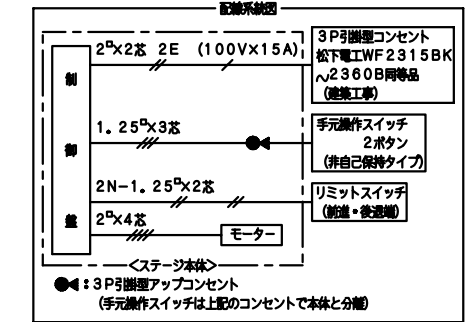 配線系統図
2□×2芯 2E (100V×15A)
3P引掛型コンセント
松下電工WF2315BK
～2360B同等品
(建築工事)
制
御
盤
1.25□×3芯
手元操作スイッチ
2ボタン
(非自己保持タイプ)
2N-1.25□×2芯
リミットスイッチ
(前進・後退端)
2□×4芯
モーター
<ステージ本体>
:3P引掛型アップコンセント
(手元操作スイッチは上記のコンセントで本体と分離)